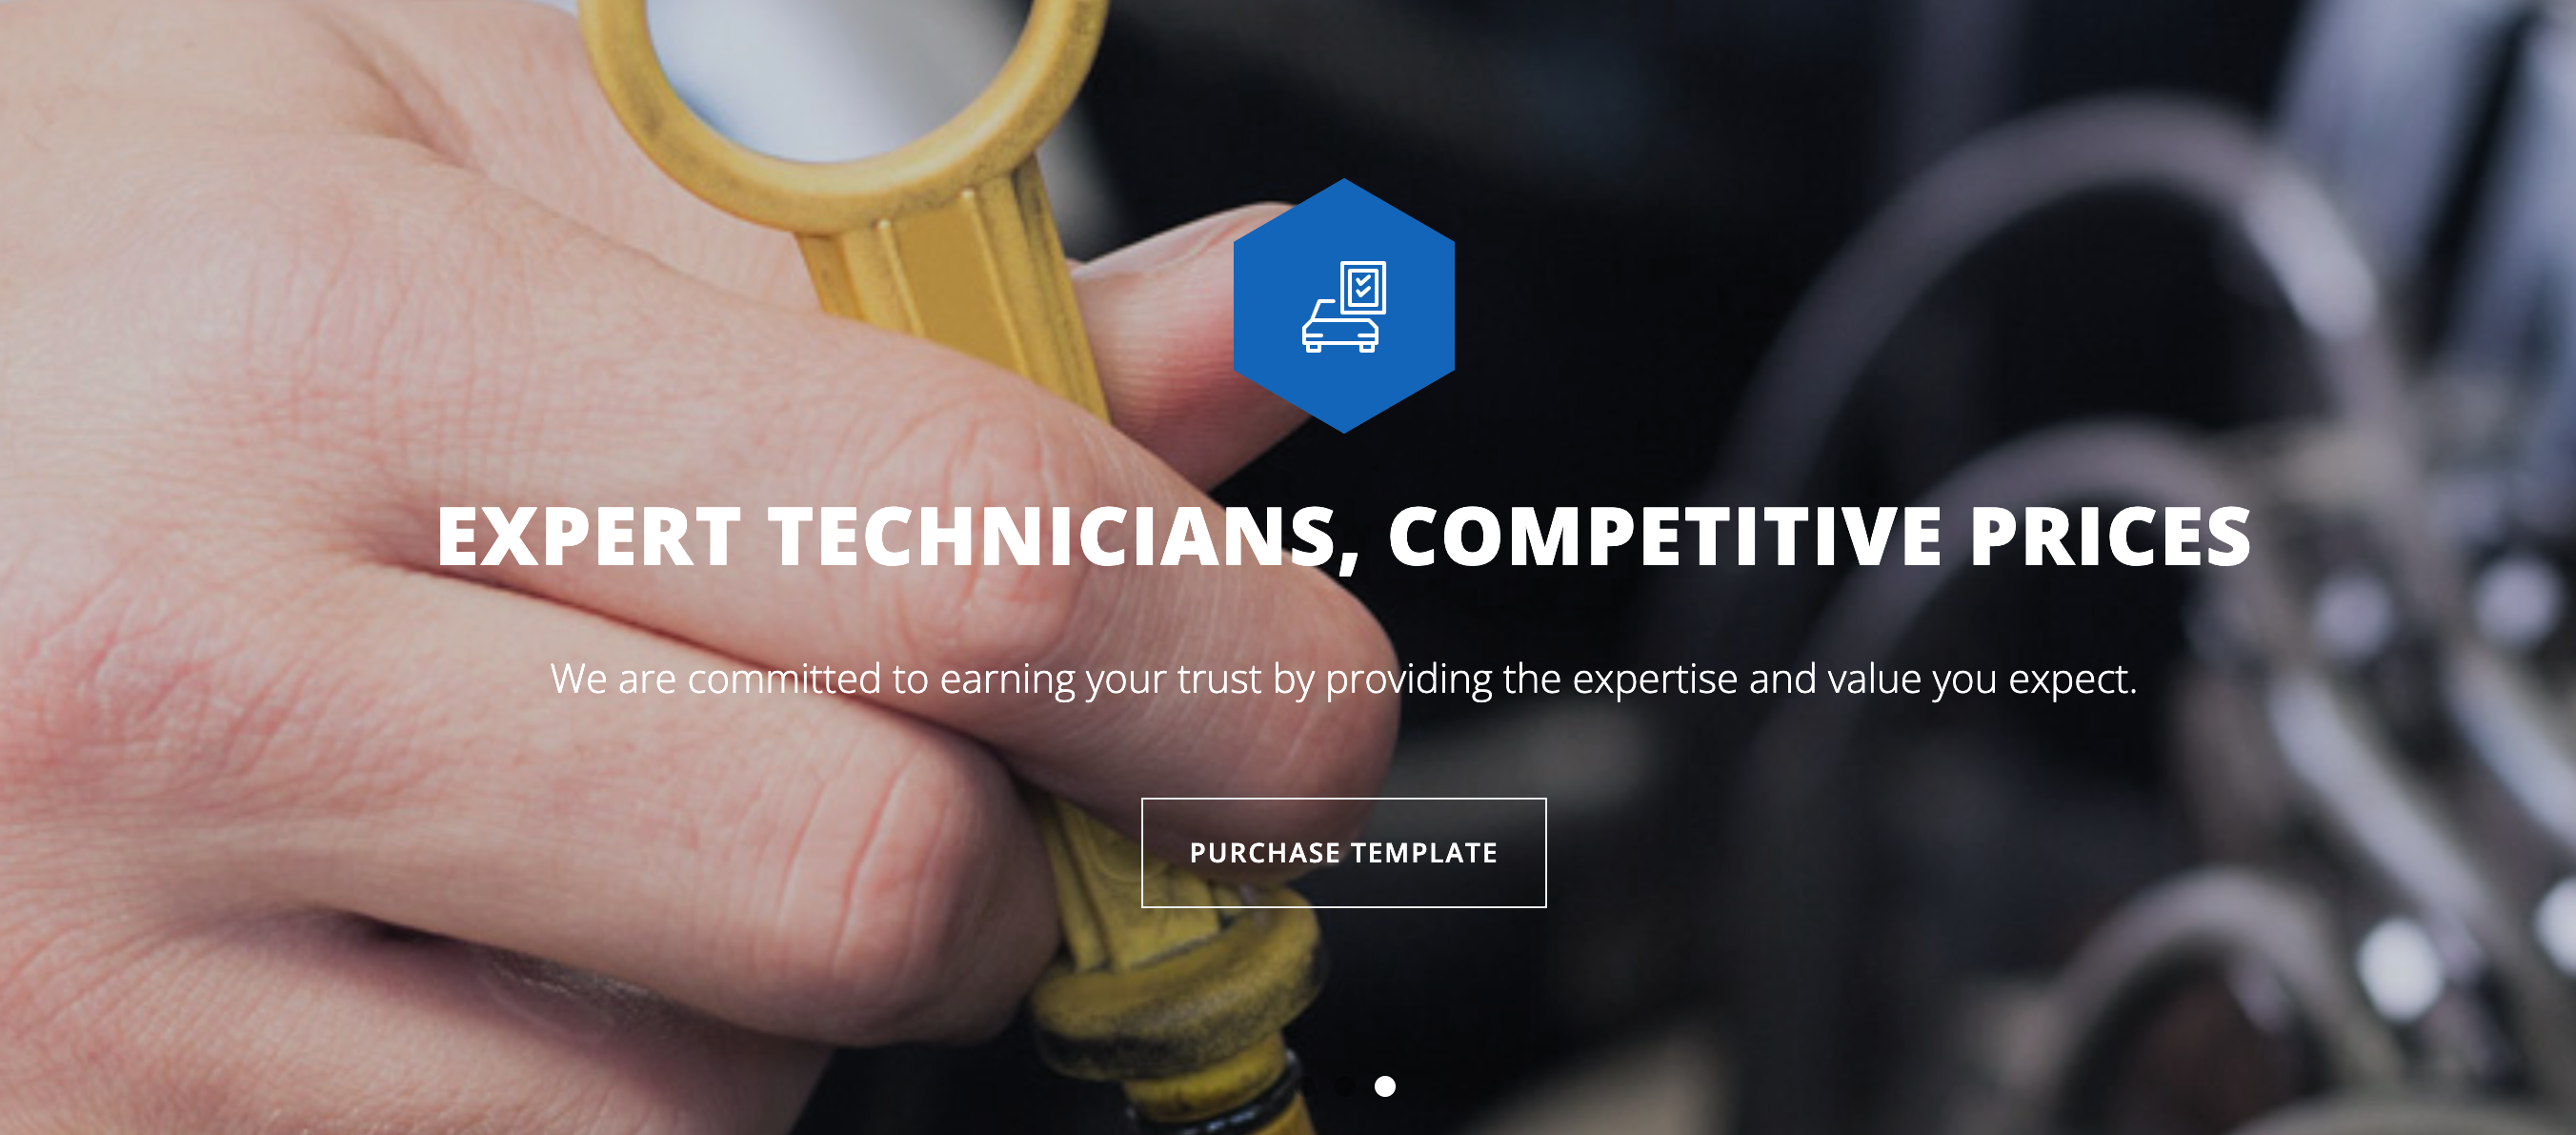 EXPERT TECHNICIANS, COMPETITIVE PRICES
We are committed to earning your trust by providing the expertise and value you expect.
PURCHASE TEMPLATE